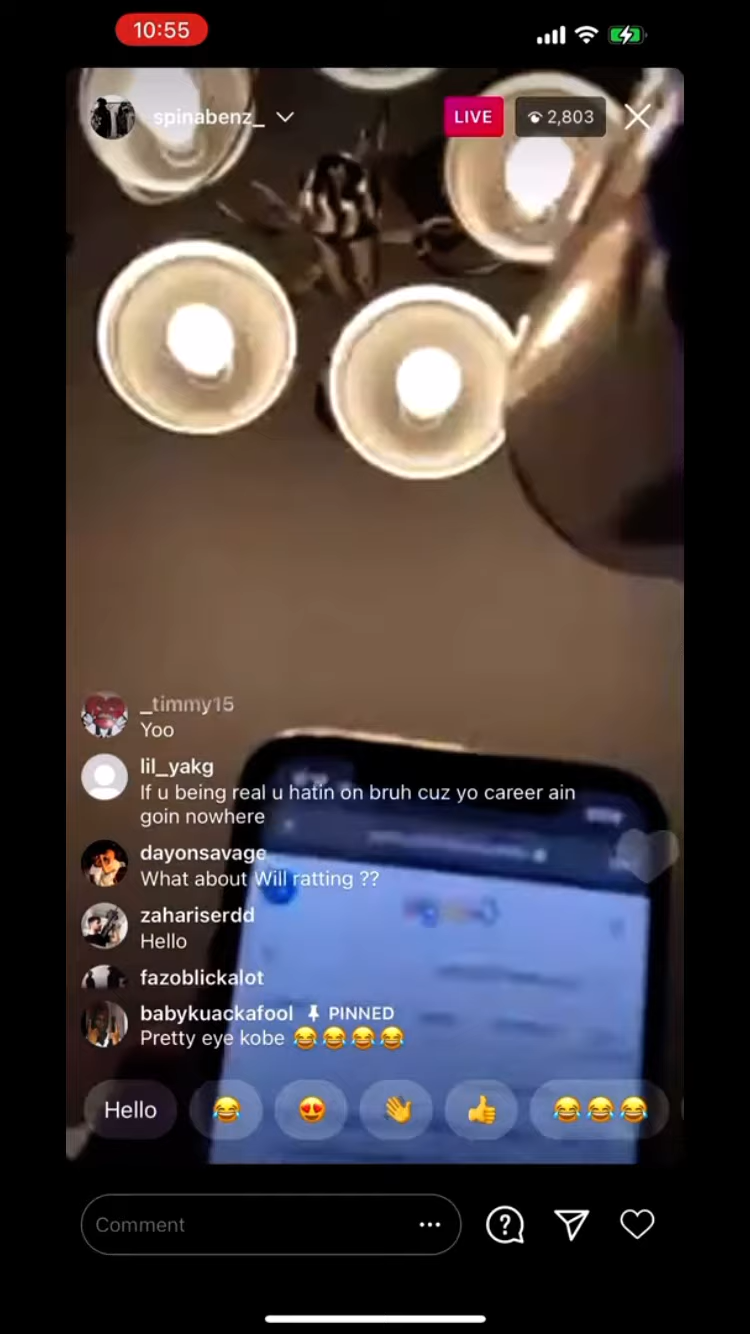 10:55
spinabenz_
LIVE
2,803
_timmy15
Yoo
lil_yakg
If u being real u hatin on bruh cuz yo career ain
goin nowhere
dayonsavage
What about Will ratting ??
zahariserdd
Hello
fazoblickalot
babykuackafool PINNED
Pretty eye kobe 😂😂😂😂
Hello 😂 😍 👋 👍 😂😂😂
Comment